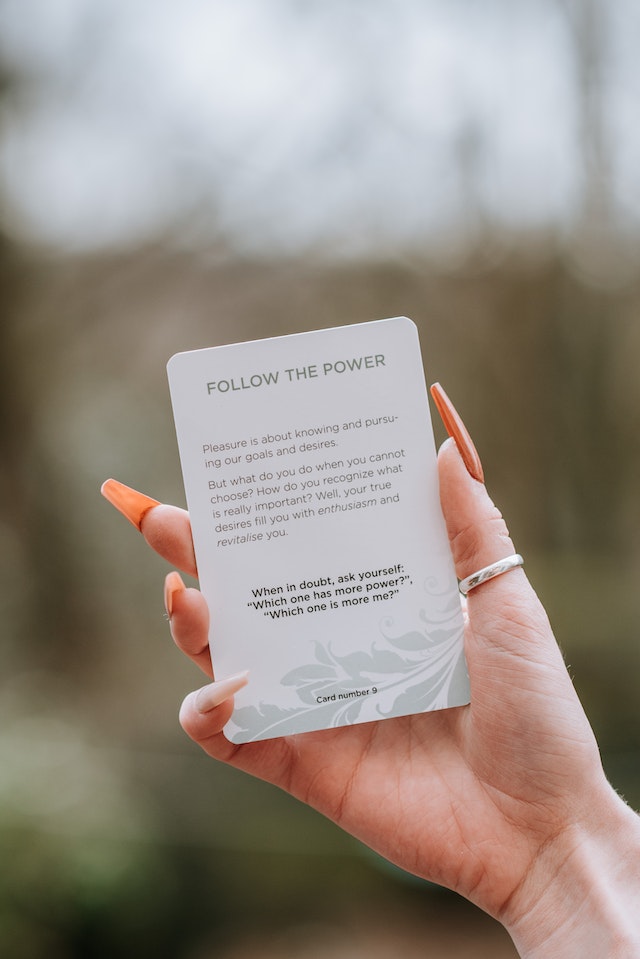 FOLLOW THE POWER
Pleasure is about knowing and pursu-
ing our goals and desires.
But what do you do when you cannot
choose? How do you recognize what
is really important? Well, your true
desires fill you with enthusiasm and
revitalise you.
When in doubt, ask yourself:
“Which one has more power?”,
“Which one is more me?”
Card number 9